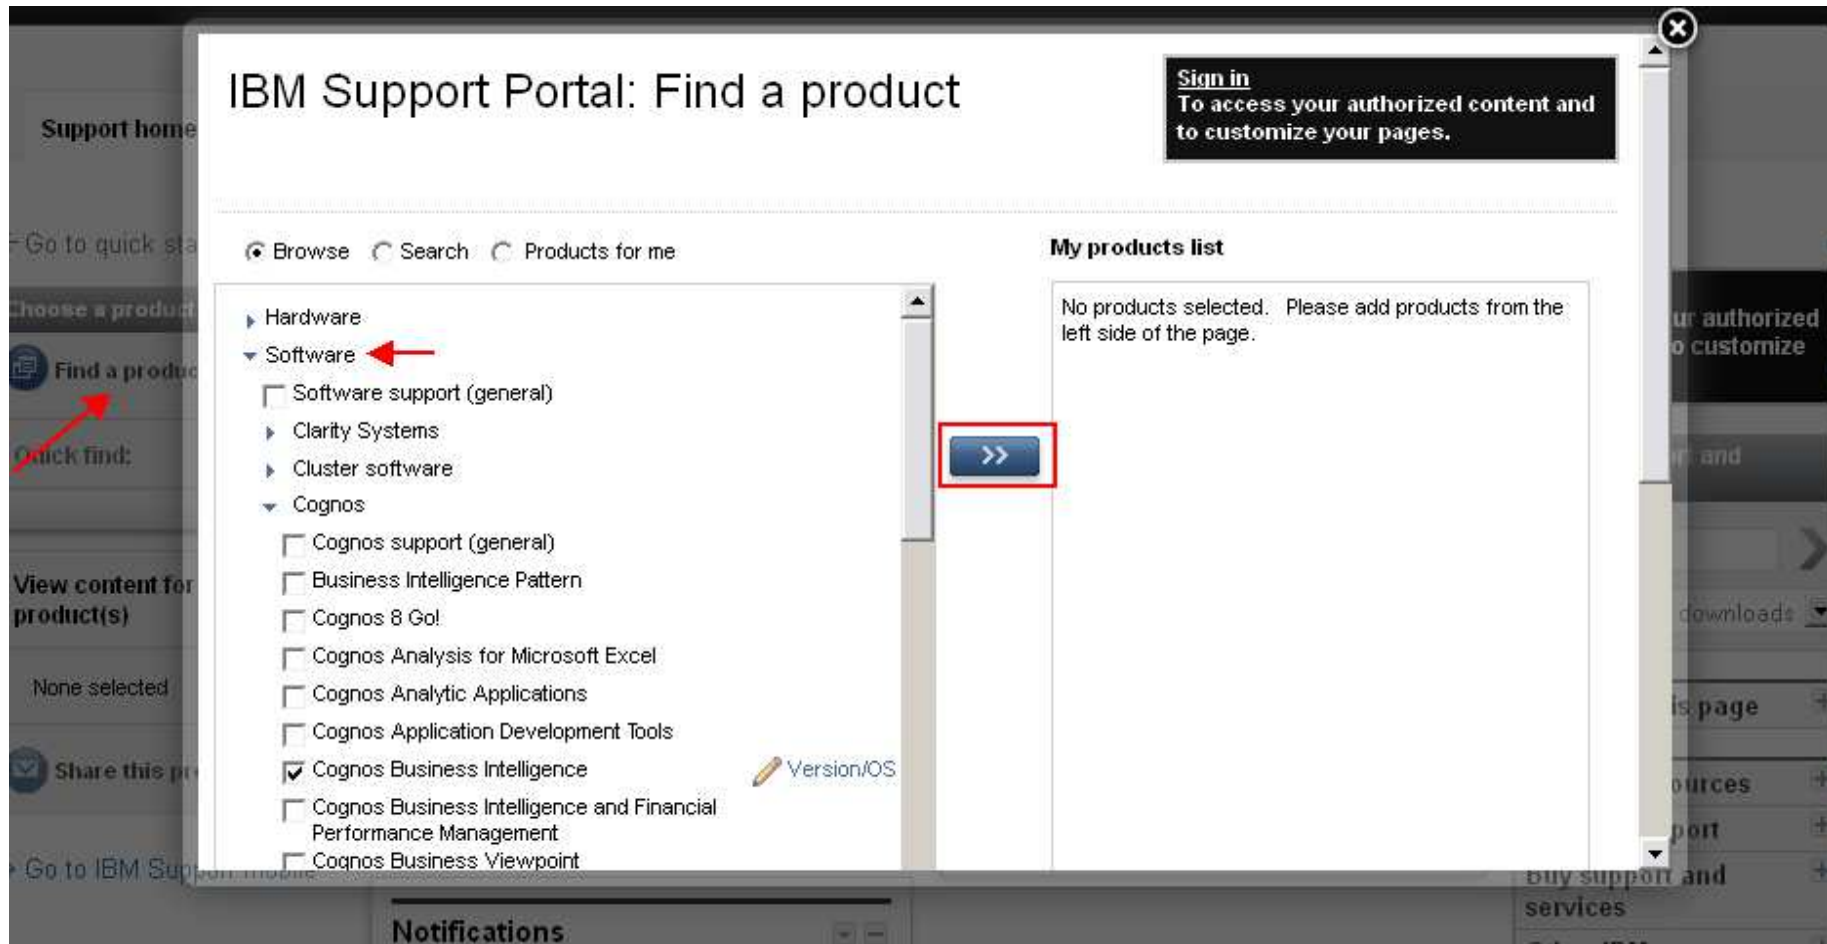 IBM Support Portal: Find a product
Sign in
To access your authorized content and
to customize your pages.
Support home
Go to quick sta
Choose a product
Find a produc
Quick find:
View content for
product(s)
None selected
Share this pr
Go to IBM Support mobile
Browse
Search
Products for me
Hardware
Software
Software support (general)
Clarity Systems
Cluster software
Cognos
Cognos support (general)
Business Intelligence Pattern
Cognos 8 Go!
Cognos Analysis for Microsoft Excel
Cognos Analytic Applications
Cognos Application Development Tools
Cognos Business Intelligence
Version/OS
Cognos Business Intelligence and Financial
Performance Management
Cognos Business Viewpoint
>>
My products list
No products selected. Please add products from the
left side of the page.
ur authorized
o customize
and
downloads
is page
ources
port
Buy support and
services
Notifications